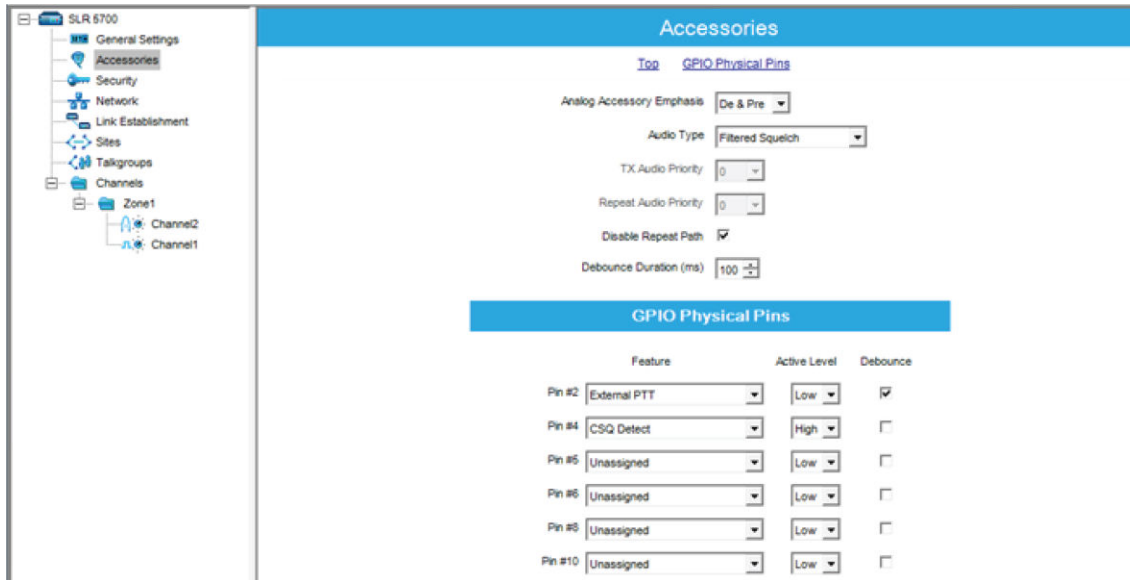 SLR 5700
General Settings
Accessories
Security
Network
Link Establishment
Sites
Talkgroups
Channels
Zone1
Channel2
Channel1
Accessories
Top GPIO Physical Pins
Analog Accessory Emphasis De & Pre
Audio Type Filtered Squelch
TX Audio Priority 0
Repeat Audio Priority 0
Disable Repeat Path
Debounce Duration (ms) 100
GPIO Physical Pins
Feature Active Level Debounce
Pin #2 External PTT Low
Pin #4 CSQ Detect High
Pin #5 Unassigned Low
Pin #6 Unassigned Low
Pin #8 Unassigned Low
Pin #10 Unassigned Low